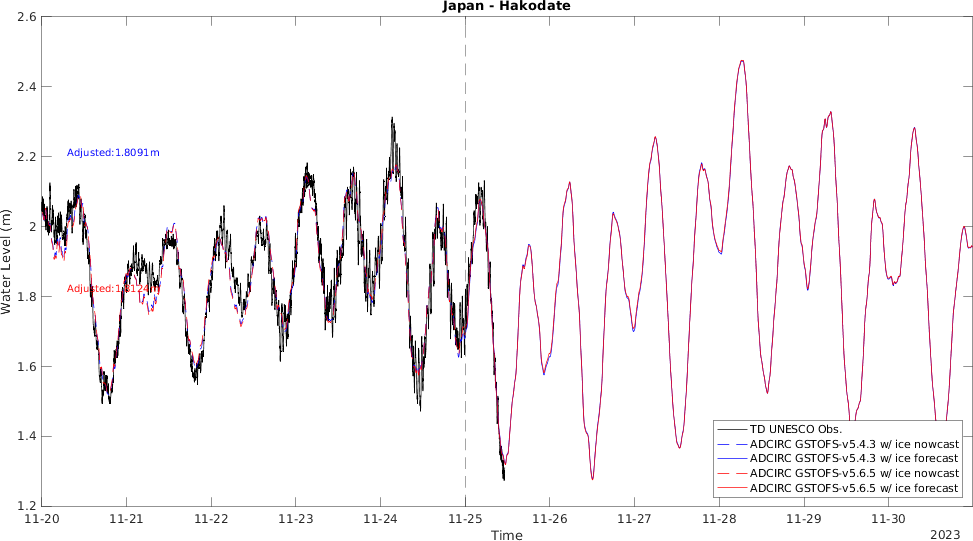 Japan - Hakodate
2.6
2.4
2.2
2
1.8
1.6
1.4
1.2
Water Level (m)
Adjusted:1.8091m
TD UNESCO Obs.
ADCIRC GSTOFS-v5.4.3 w/ ice nowcast
ADCIRC GSTOFS-v5.4.3 w/ ice forecast
ADCIRC GSTOFS-v5.6.5 w/ ice nowcast
ADCIRC GSTOFS-v5.6.5 w/ ice forecast
11-20
11-21
11-22
11-23
11-24
11-25
11-26
11-27
11-28
11-29
11-30
Time
2023